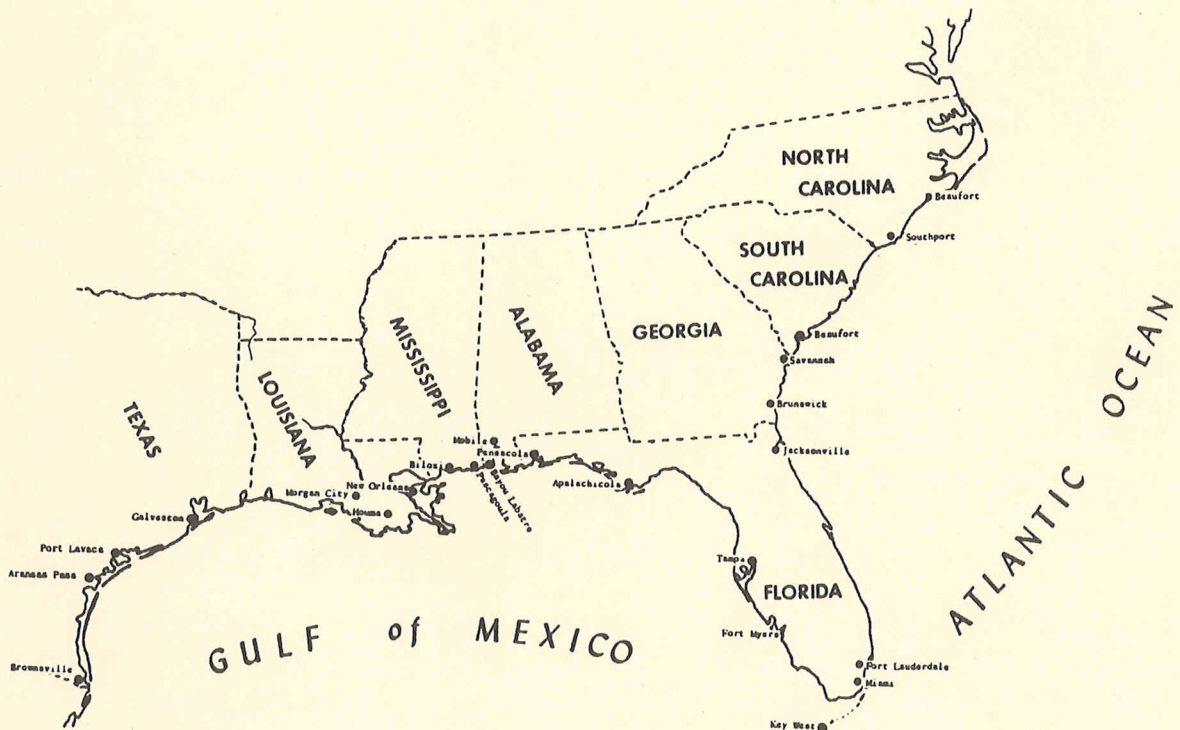 NORTH
CAROLINA
Beaufort
Southport
SOUTH
CAROLINA
Beaufort
Savannah
GEORGIA
Brunswick
Jacksonville
ALABAMA
MISSISSIPPI
LOUISIANA
TEXAS
Mobile
Pensacola
Biloxi
Bayou Labatre
Pascagoula
Apalachicola
New Orleans
Morgan City
Houma
Galveston
Port Lavaca
Aransas Pass
Brownsville
Tampa
FLORIDA
Fort Myers
Fort Lauderdale
Miami
Key West
GULF of MEXICO
ATLANTIC OCEAN